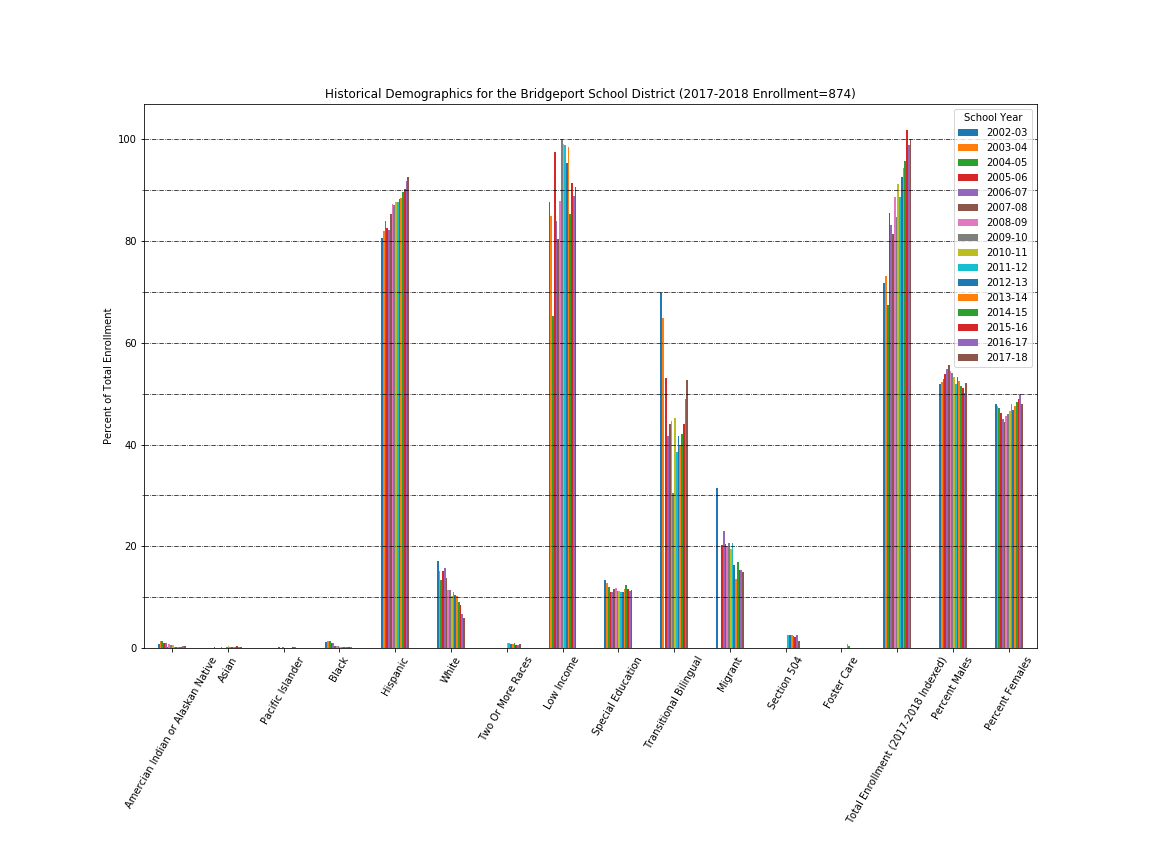 Historical Demographics for the Bridgeport School District (2017-2018 Enrollment=874)
School Year
2002-03
2003-04
2004-05
2005-06
2006-07
2007-08
2008-09
2009-10
2010-11
2011-12
2012-13
2013-14
2014-15
2015-16
2016-17
2017-18
Percent of Total Enrollment
100
80
60
40
20
0
Amercian Indian or Alaskan Native
Asian
Pacific Islander
Black
Hispanic
White
Two Or More Races
Low Income
Special Education
Transitional Bilingual
Migrant
Section 504
Foster Care
Total Enrollment (2017-2018 Indexed)
Percent Males
Percent Females